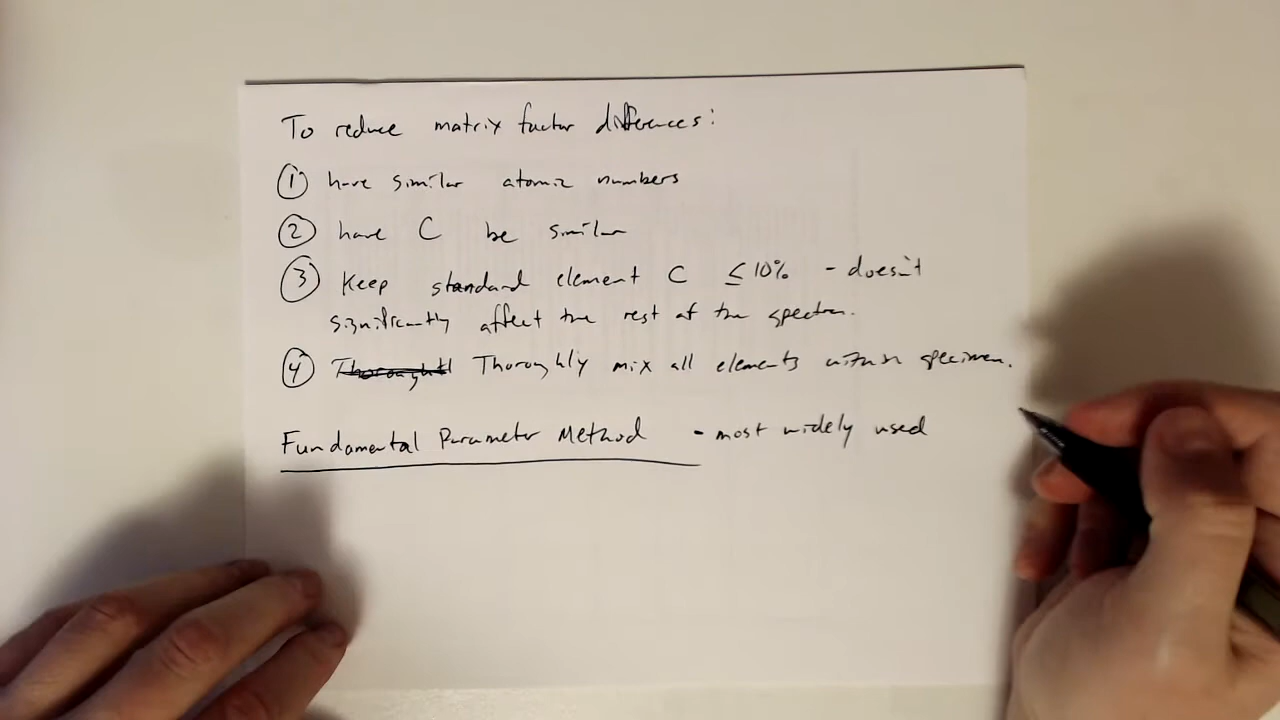 To reduce matrix factor differences:
① have similar atomic numbers
② have C be similar
③ Keep standard element C ≤ 10% - doesn't
significantly affect the rest of the spectra.
④ Thoroughly mix all elements within specimen.
Fundamental Parameter Method - most widely used